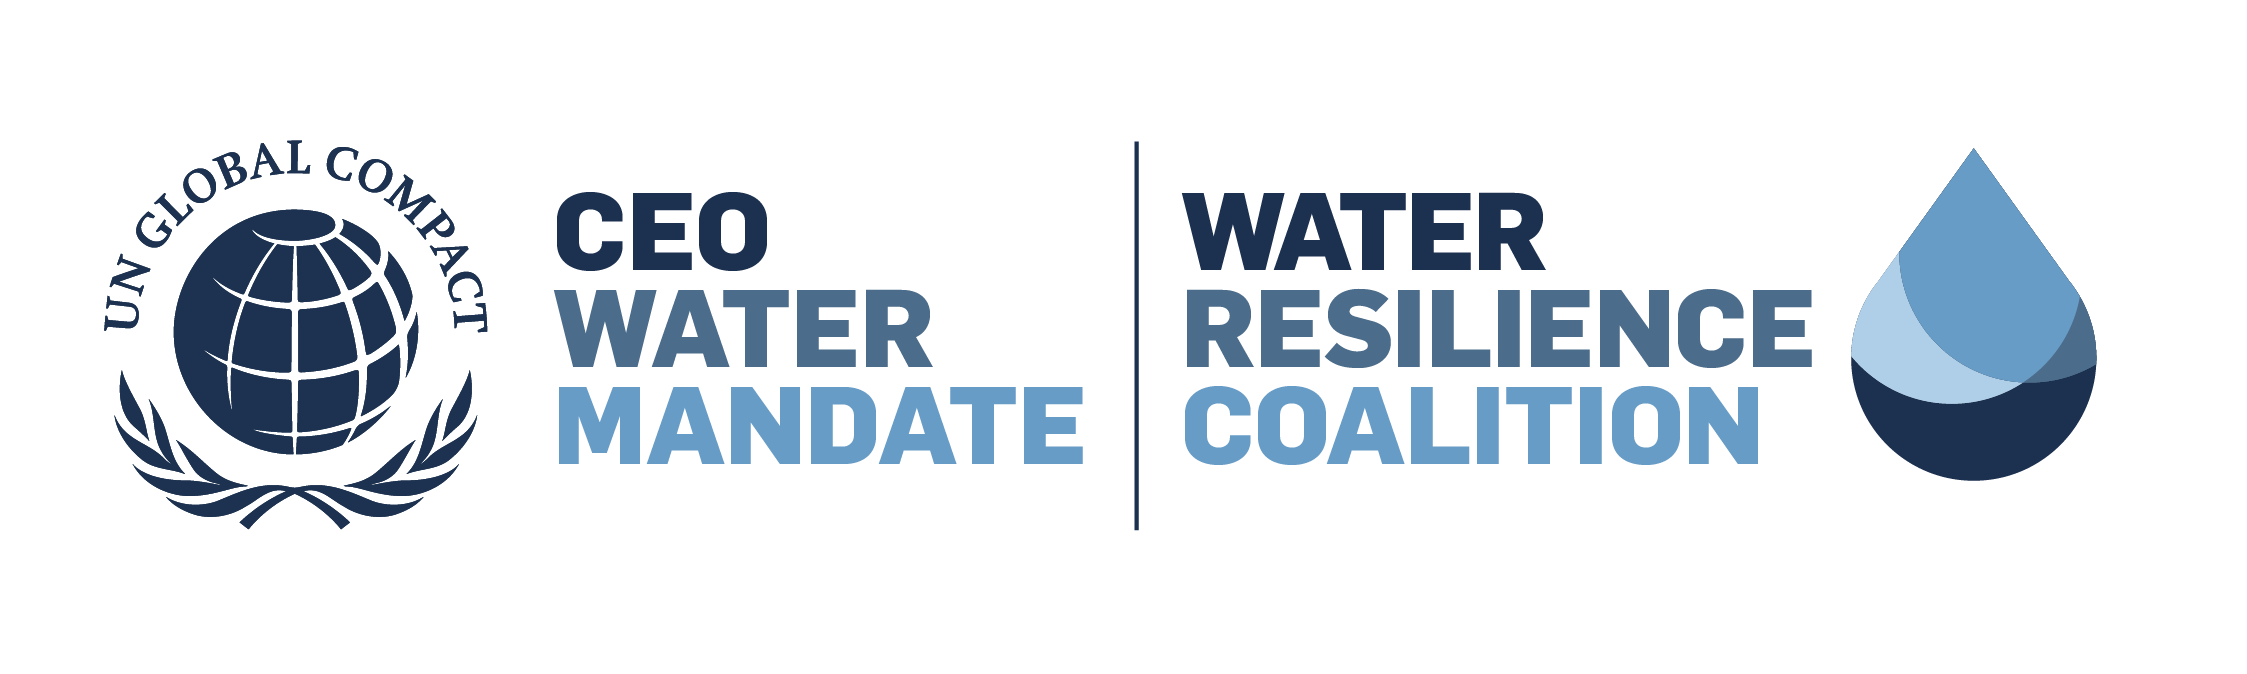 UN GLOBAL COMPACT
CEO
WATER
MANDATE
WATER
RESILIENCE
COALITION